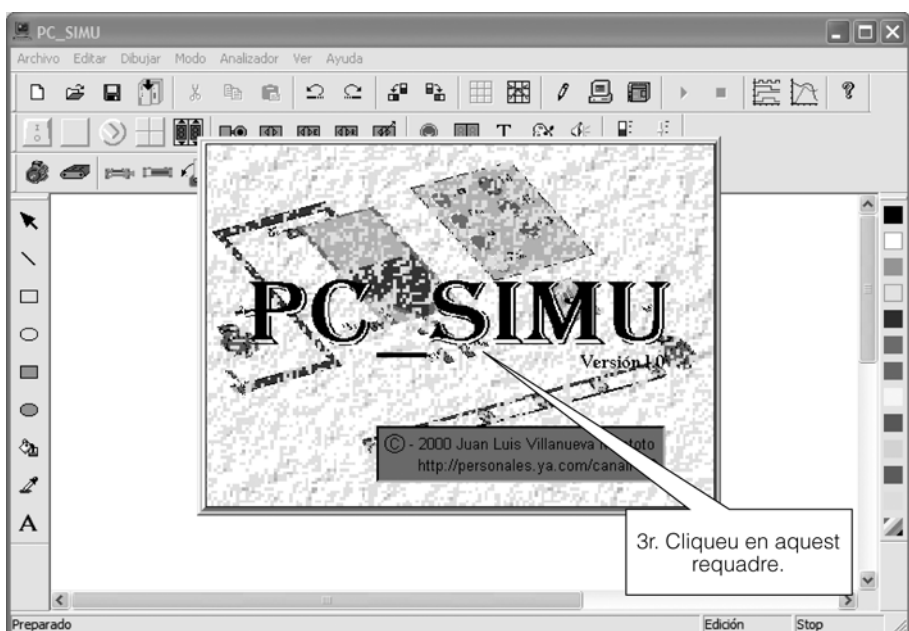 PC_SIMU
Archivo Editar Dibujar Modo Analizador Ver Ayuda
T
PC_SIMU
Versión 1.0
© - 2000 Juan Luis Villanueva
http://personales.ya.com/canalP
A
3r. Cliqueu en aquest
requadre.
Preparado Edición Stop